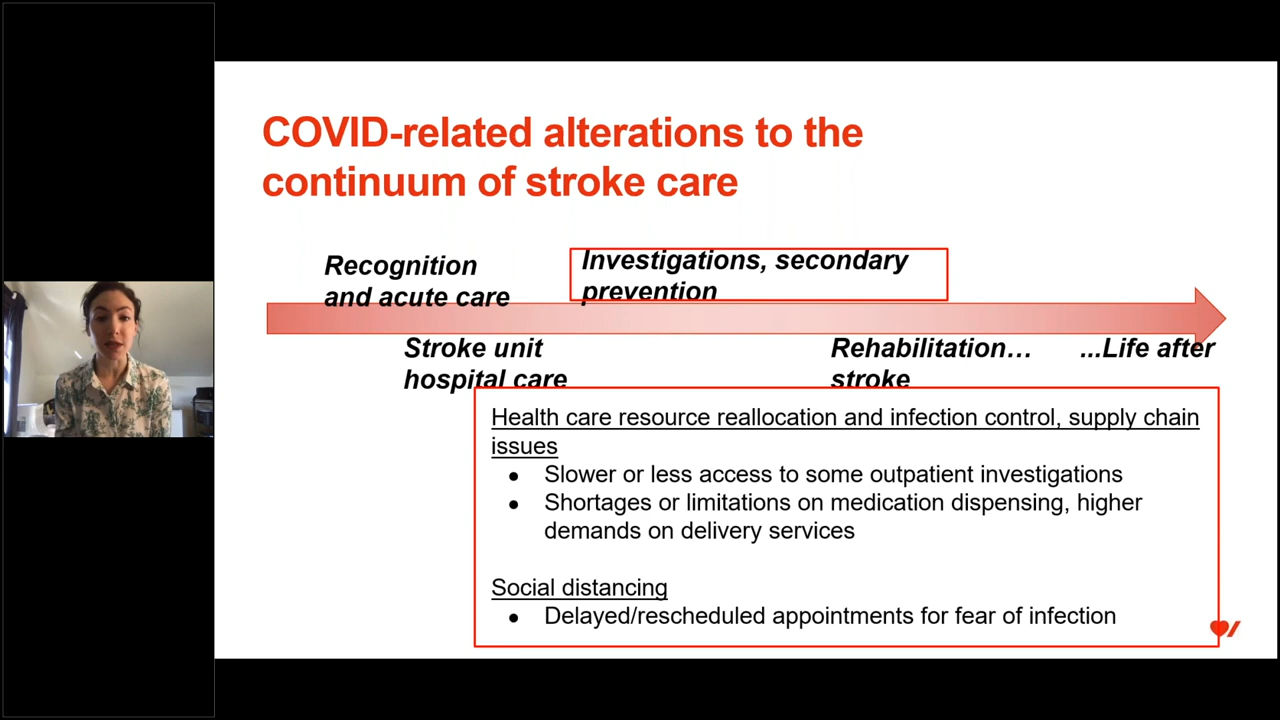 COVID-related alterations to the
continuum of stroke care
Recognition
and acute care
Investigations, secondary
prevention
Stroke unit
hospital care
Rehabilitation… ...Life after
stroke
Health care resource reallocation and infection control, supply chain
issues
● Slower or less access to some outpatient investigations
● Shortages or limitations on medication dispensing, higher
demands on delivery services
Social distancing
● Delayed/rescheduled appointments for fear of infection